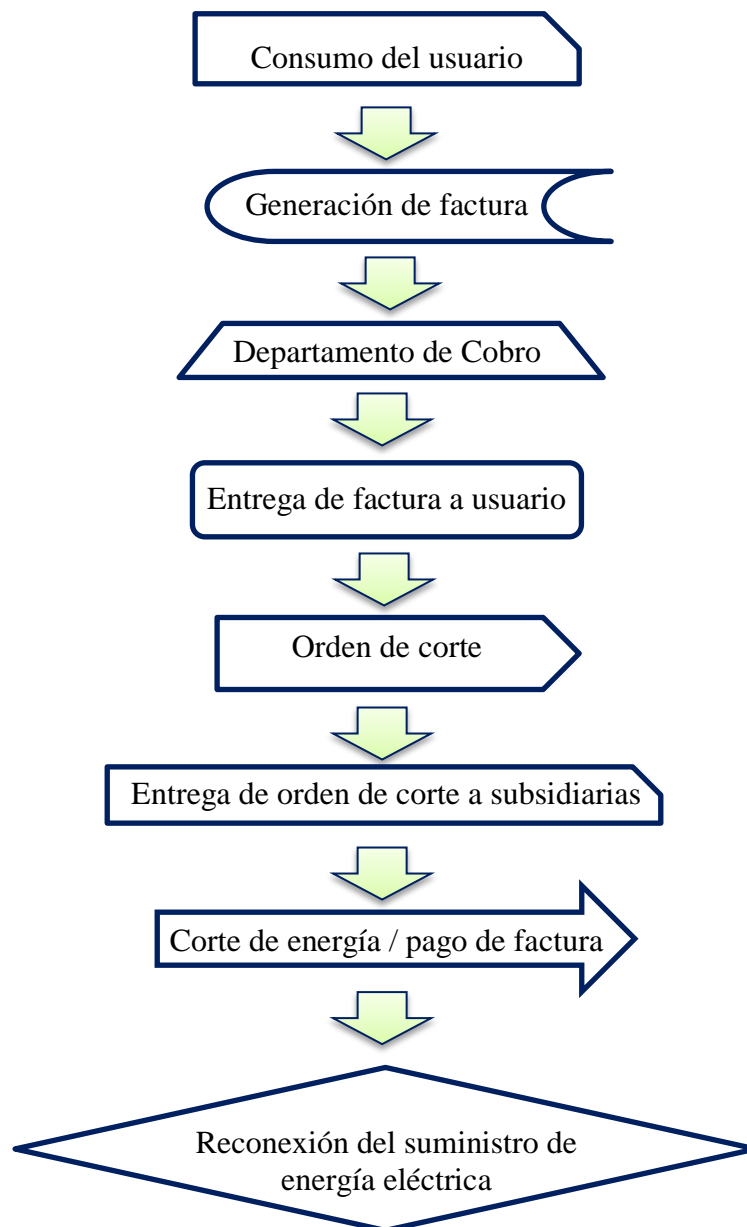 Consumo del usuario
Generación de factura
Departamento de Cobro
Entrega de factura a usuario
Orden de corte
Entrega de orden de corte a subsidiarias
Corte de energía / pago de factura
Reconexión del suministro de
energía eléctrica